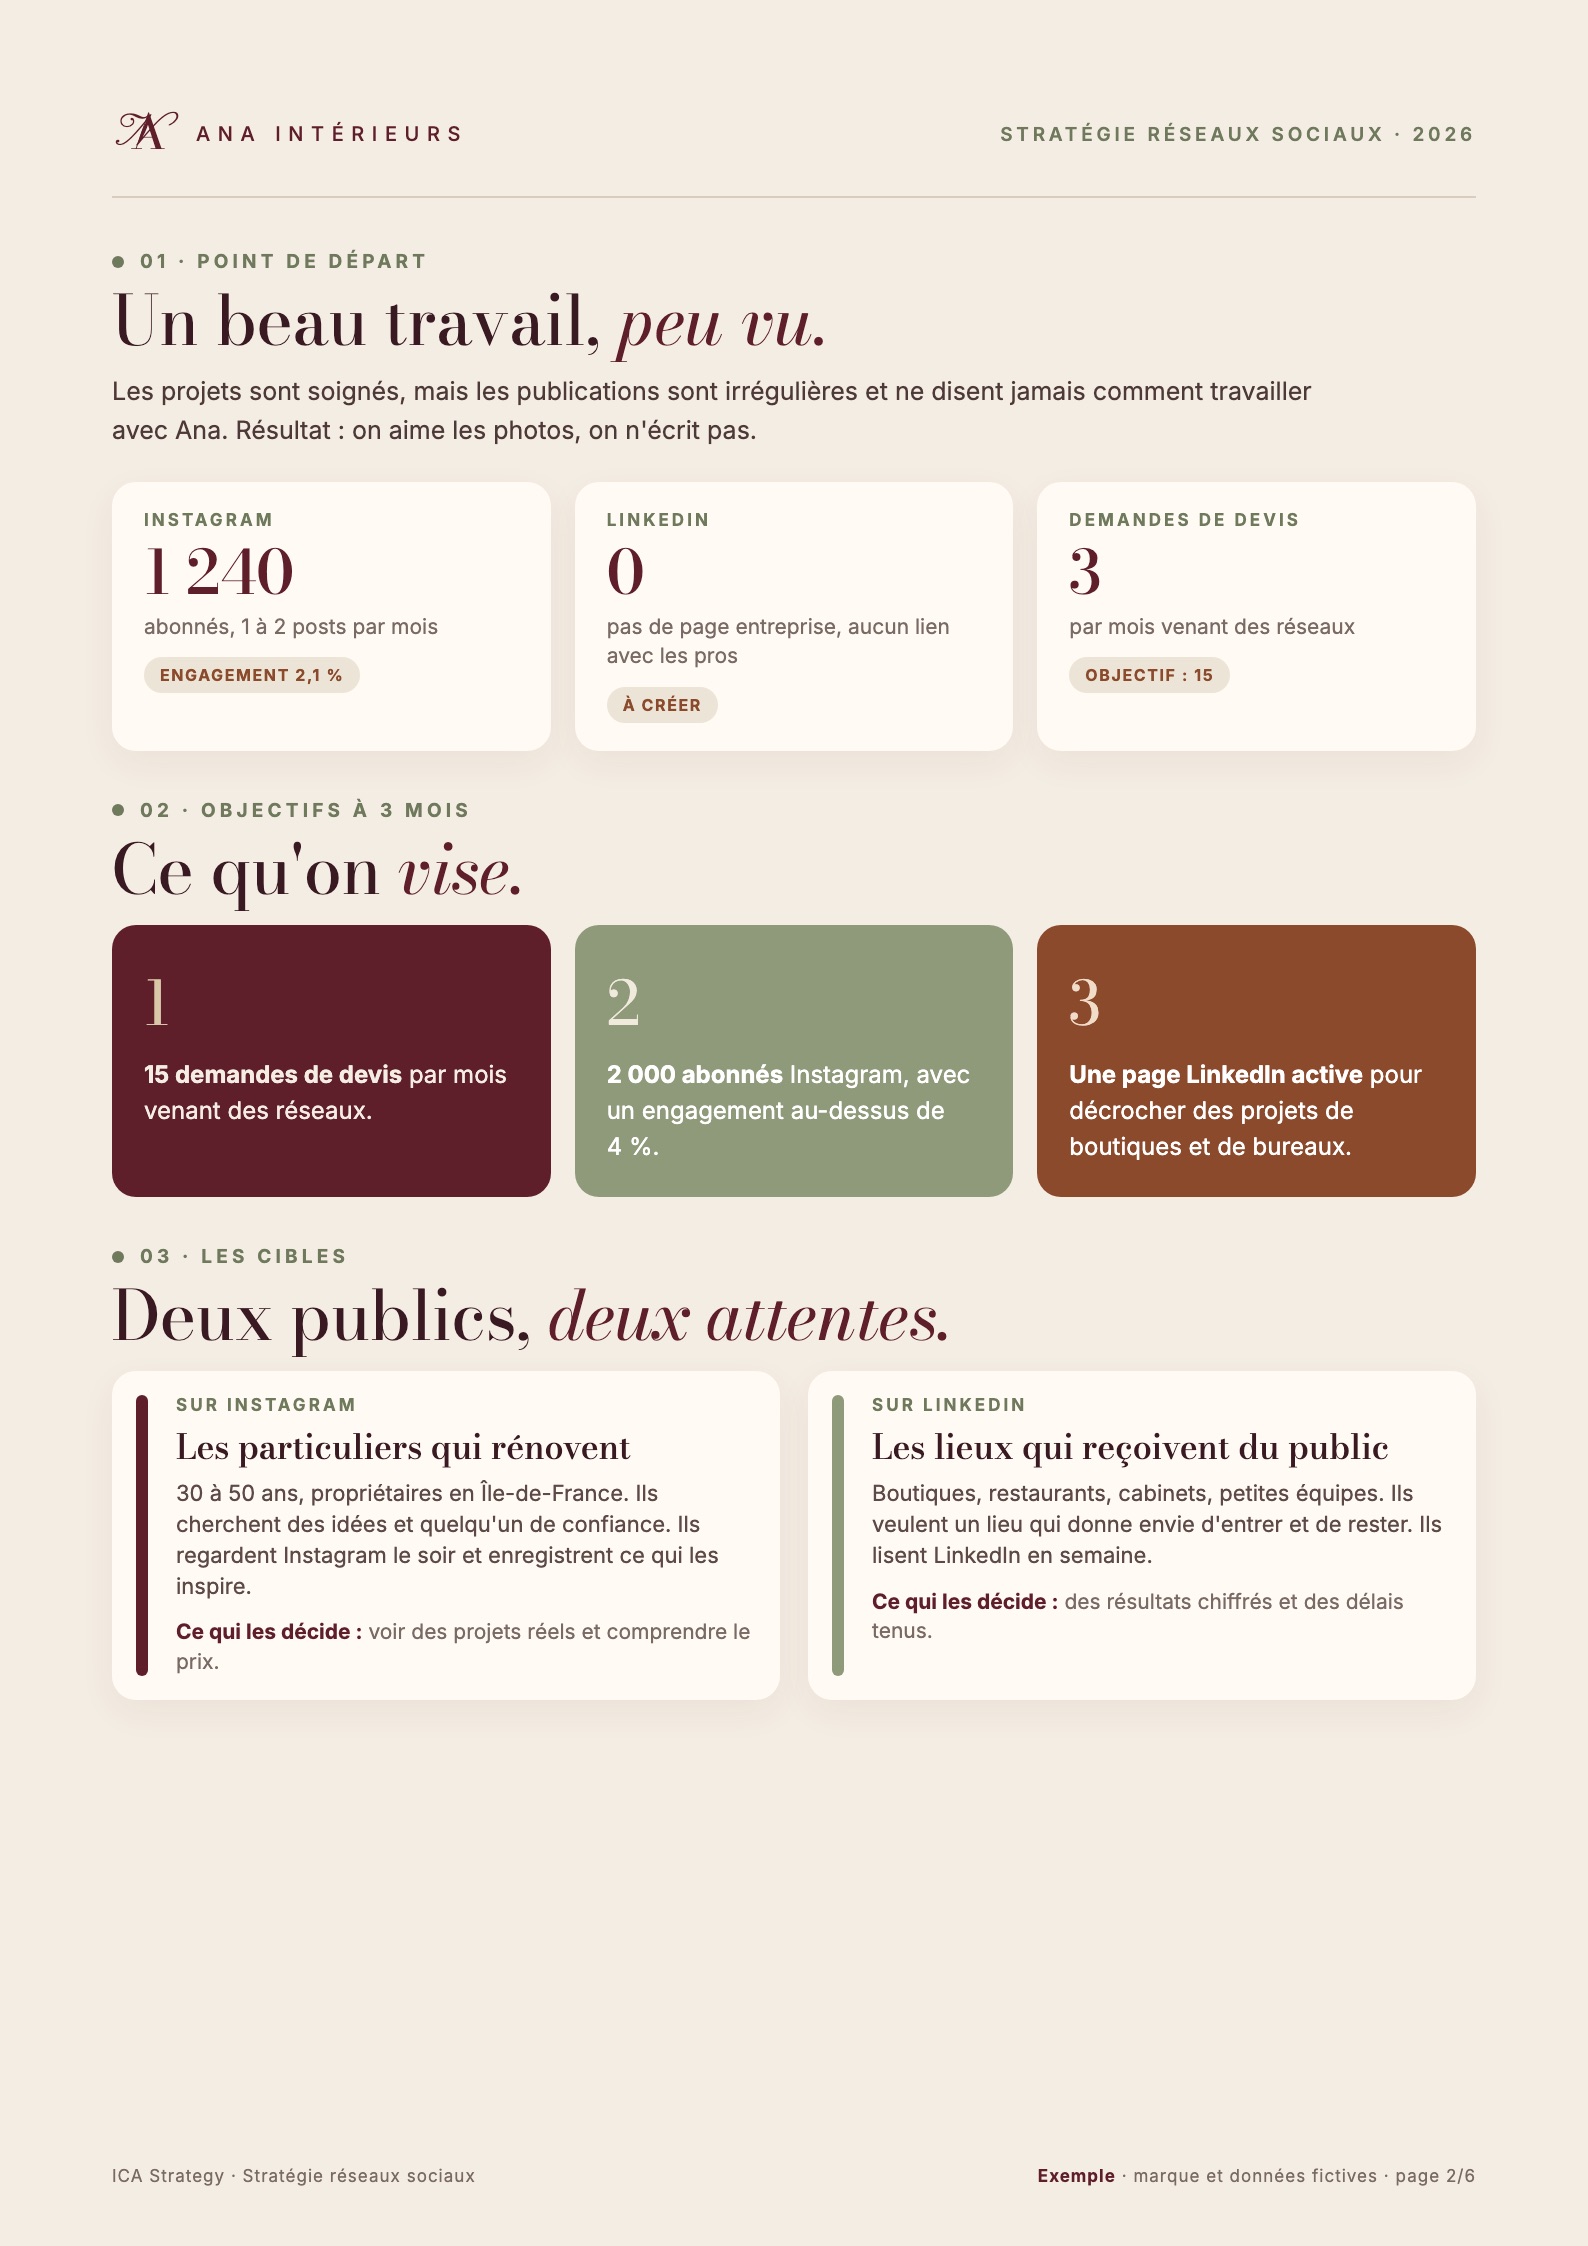 ANA INTÉRIEURS
STRATÉGIE RÉSEAUX SOCIAUX · 2026
01 · POINT DE DÉPART
Un beau travail, peu vu.
Les projets sont soignés, mais les publications sont irrégulières et ne disent jamais comment travailler
avec Ana. Résultat : on aime les photos, on n'écrit pas.
INSTAGRAM
1 240
abonnés, 1 à 2 posts par mois
ENGAGEMENT 2,1 %
LINKEDIN
0
pas de page entreprise, aucun lien
avec les pros
À CRÉER
DEMANDES DE DEVIS
3
par mois venant des réseaux
OBJECTIF : 15
02 · OBJECTIFS À 3 MOIS
Ce qu'on vise.
1
15 demandes de devis par mois
venant des réseaux.
2
2 000 abonnés Instagram, avec
un engagement au-dessus de
4 %.
3
Une page LinkedIn active pour
décrocher des projets de
boutiques et de bureaux.
03 · LES CIBLES
Deux publics, deux attentes.
SUR INSTAGRAM
Les particuliers qui rénovent
30 à 50 ans, propriétaires en Île-de-France. Ils
cherchent des idées et quelqu'un de confiance. Ils
regardent Instagram le soir et enregistrent ce qui les
inspire.
Ce qui les décide : voir des projets réels et comprendre le
prix.
SUR LINKEDIN
Les lieux qui reçoivent du public
Boutiques, restaurants, cabinets, petites équipes. Ils
veulent un lieu qui donne envie d'entrer et de rester. Ils
lisent LinkedIn en semaine.
Ce qui les décide : des résultats chiffrés et des délais
tenus.
ICA Strategy · Stratégie réseaux sociaux
Exemple · marque et données fictives · page 2/6